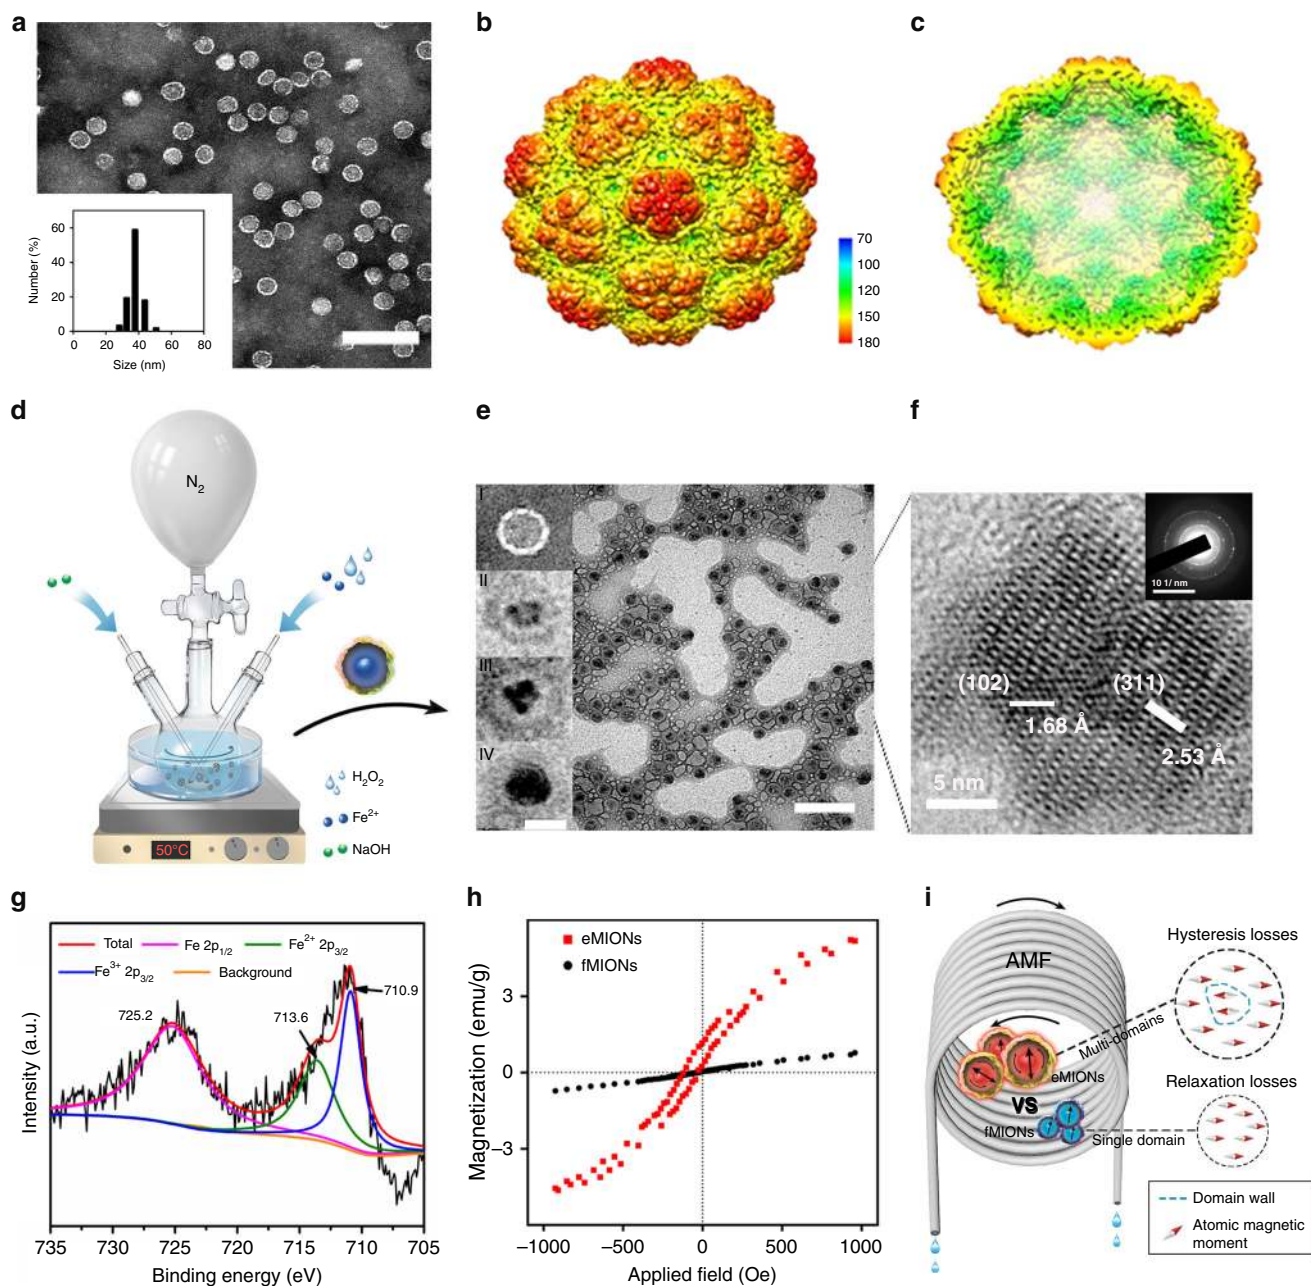 a
Number (%)
60
40
20
0
0 20 40 60 80
Size (nm)
b
70
100
120
150
180
c
d
N2
H2O2
Fe2+
NaOH
50°C
e
I
II
III
IV
f
10 1/ nm
(102)
(311)
1.68 Å
2.53 Å
5 nm
g
Total
Fe 2p1/2
Fe2+ 2p3/2
Fe3+ 2p3/2
Background
725.2
713.6
710.9
Intensity (a.u.)
735 730 725 720 715 710 705
Binding energy (eV)
h
eMIONs
fMIONs
Magnetization (emu/g)
3
0
−3
−1000 −500 0 500 1000
Applied field (Oe)
i
AMF
Hysteresis losses
Multi-domains
eMIONs
VS
fMIONs
Relaxation losses
Single domain
Domain wall
Atomic magnetic
moment